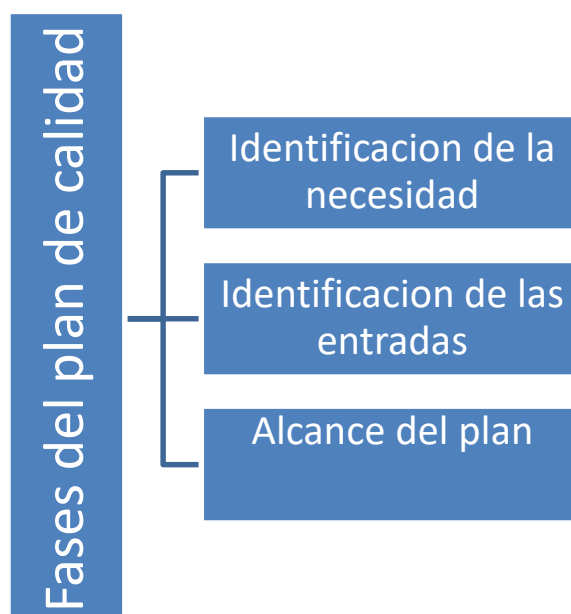 Fases del plan de calidad
Identificacion de la
necesidad
Identificacion de las
entradas
Alcance del plan